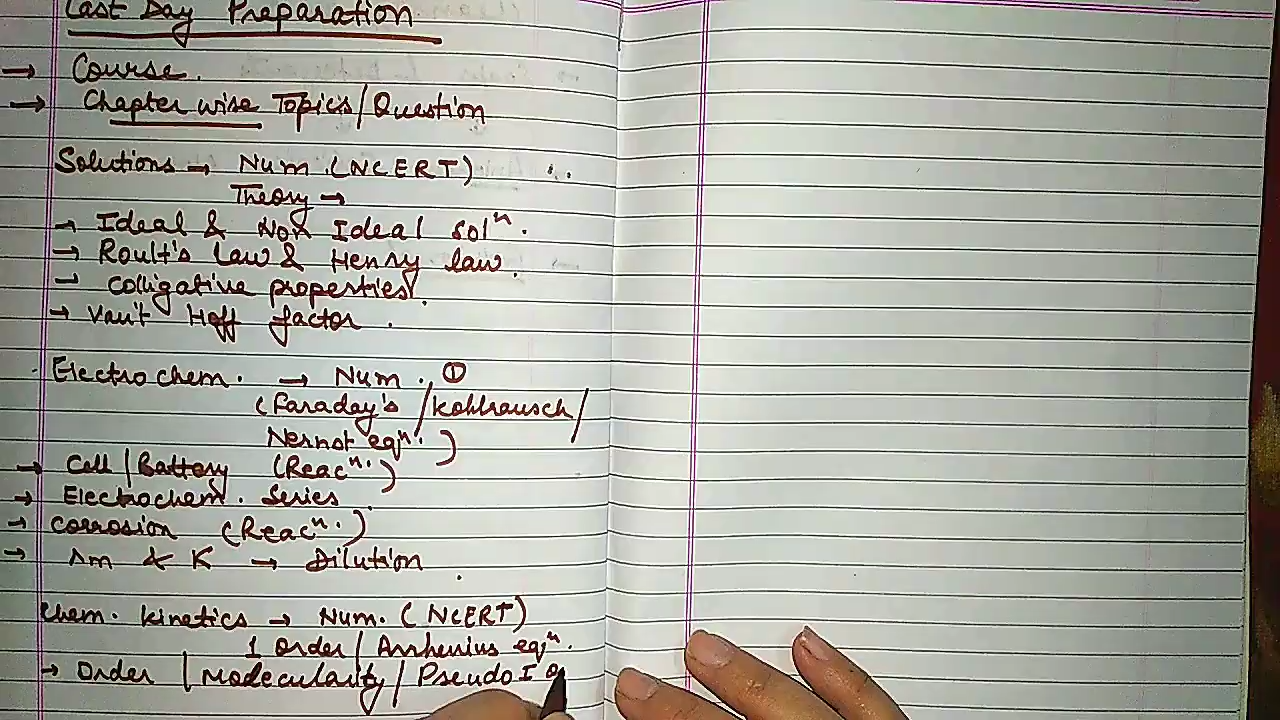 Last Day Preparation
→ Course.
→ Chapter wise Topics/Question
Solutions → Num. (NCERT)
Theory →
→ Ideal & Non Ideal solⁿ.
→ Roult's Law & Henry law.
→ Colligative properties.
→ Vant Hoff factor.
Electrochem. → Num. ①
(Faraday's / Kohlrausch/
Nernst eqⁿ.)
→ Cell/Battery (Reacⁿ.)
→ Electrochem. Series
→ Corrosion (Reacⁿ.)
→ Λm & K → Dilution
Chem. Kinetics → Num. (NCERT)
1 Order / Arrhenius eqⁿ.
→ Order / Molecularity / Pseudo I